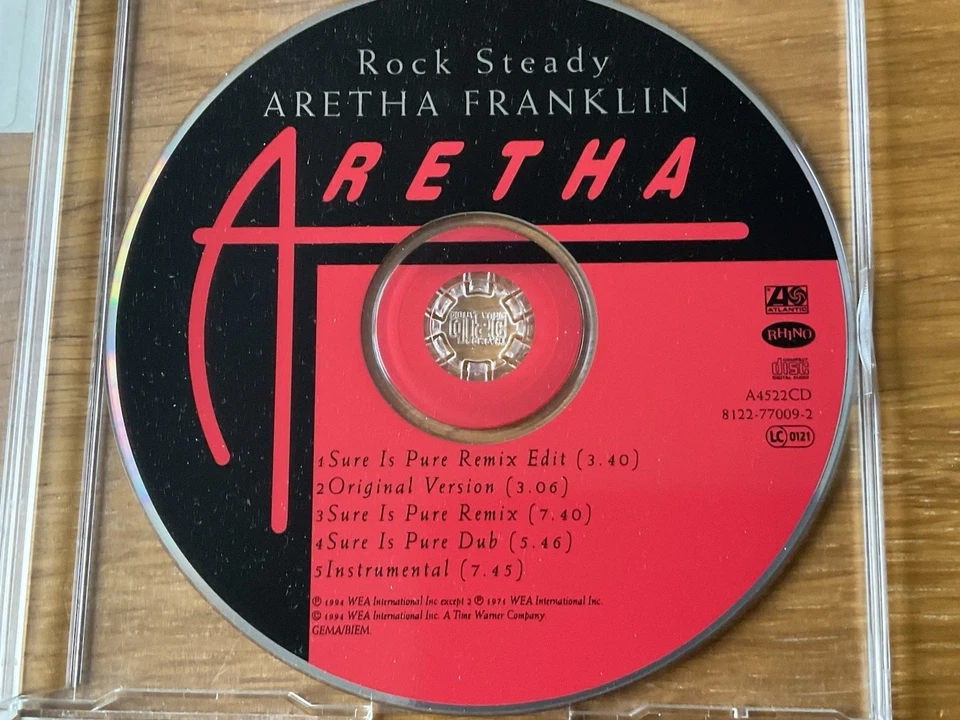 Rock Steady
ARETHA FRANKLIN
ARETHA
ATLANTIC
RHINO
COMPACT
disc
DIGITAL AUDIO
A4522CD
8122-77009-2
LC 0121
1 Sure Is Pure Remix Edit (3.40)
2 Original Version (3.06)
3 Sure Is Pure Remix (7.40)
4 Sure Is Pure Dub (5.46)
5 Instrumental (7.45)
℗ 1994 WEA International Inc except 2 ℗ 1971 WEA International Inc.
© 1994 WEA International Inc. A Time Warner Company
GEMA/BIEM.